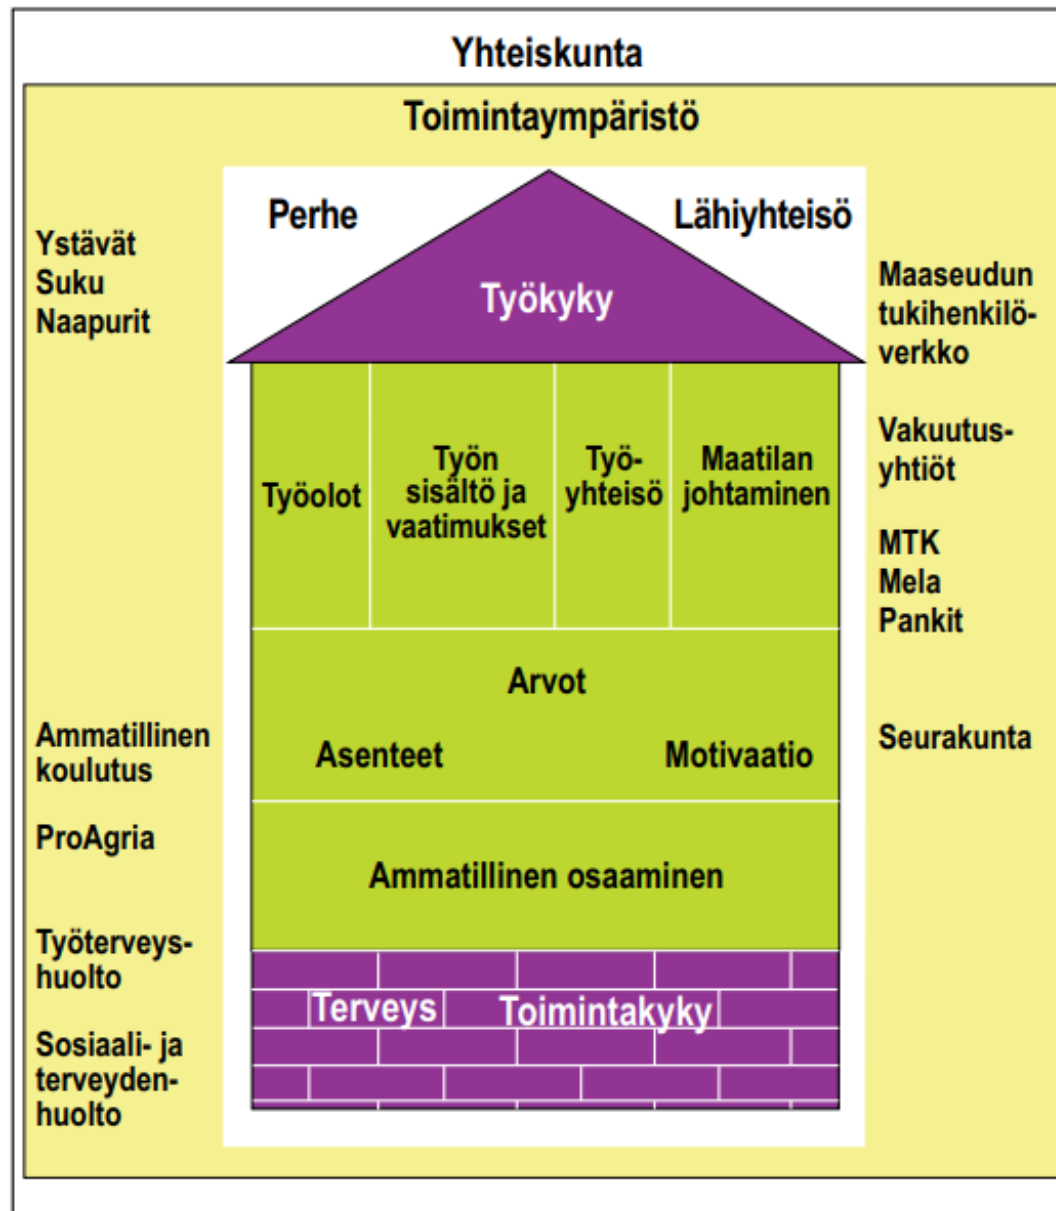 Yhteiskunta
Toimintaympäristö
Perhe
Lähiyhteisö
Ystävät
Suku
Naapurit
Työkyky
Maaseudun
tukihenkilö-
verkko
Vakuutus-
yhtiöt
MTK
Mela
Pankit
Työolot
Työn
sisältö ja
vaatimukset
Työ-
yhteisö
Maatilan
johtaminen
Arvot
Asenteet
Motivaatio
Seurakunta
Ammatillinen
koulutus
ProAgria
Ammatillinen osaaminen
Työterveys-
huolto
Terveys
Toimintakyky
Sosiaali- ja
terveyden-
huolto